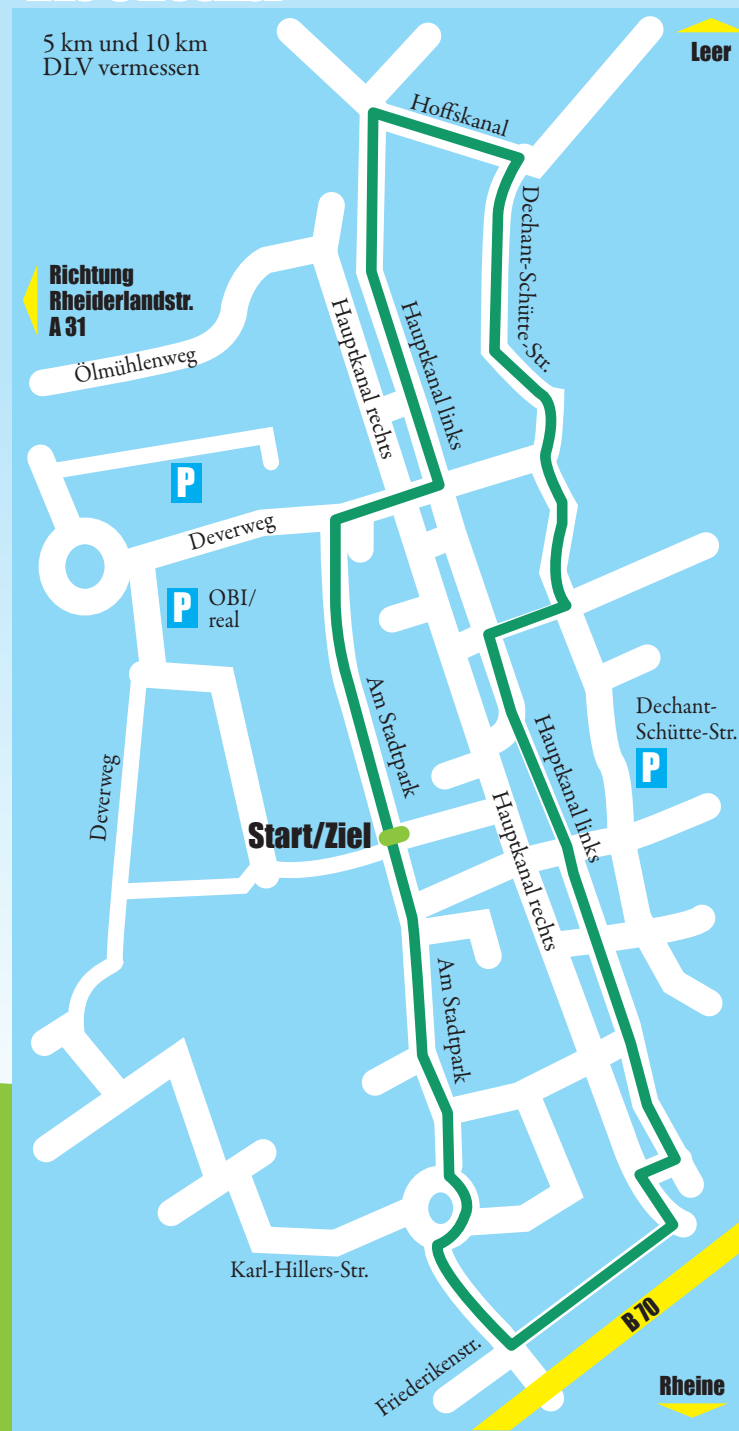 5 km und 10 km
DLV vermessen
Leer
Hoffskanal
Dechant-Schütte-Str.
Richtung
Rheiderlandstr.
A 31
Hauptkanal rechts
Hauptkanal links
Ölmühlenweg
P
Deverweg
P
OBI/
real
Am Stadtpark
Dechant-
Schütte-Str.
P
Hauptkanal links
Deverweg
Start/Ziel
Hauptkanal rechts
Am Stadtpark
Karl-Hillers-Str.
B 70
Friederikenstr.
Rheine